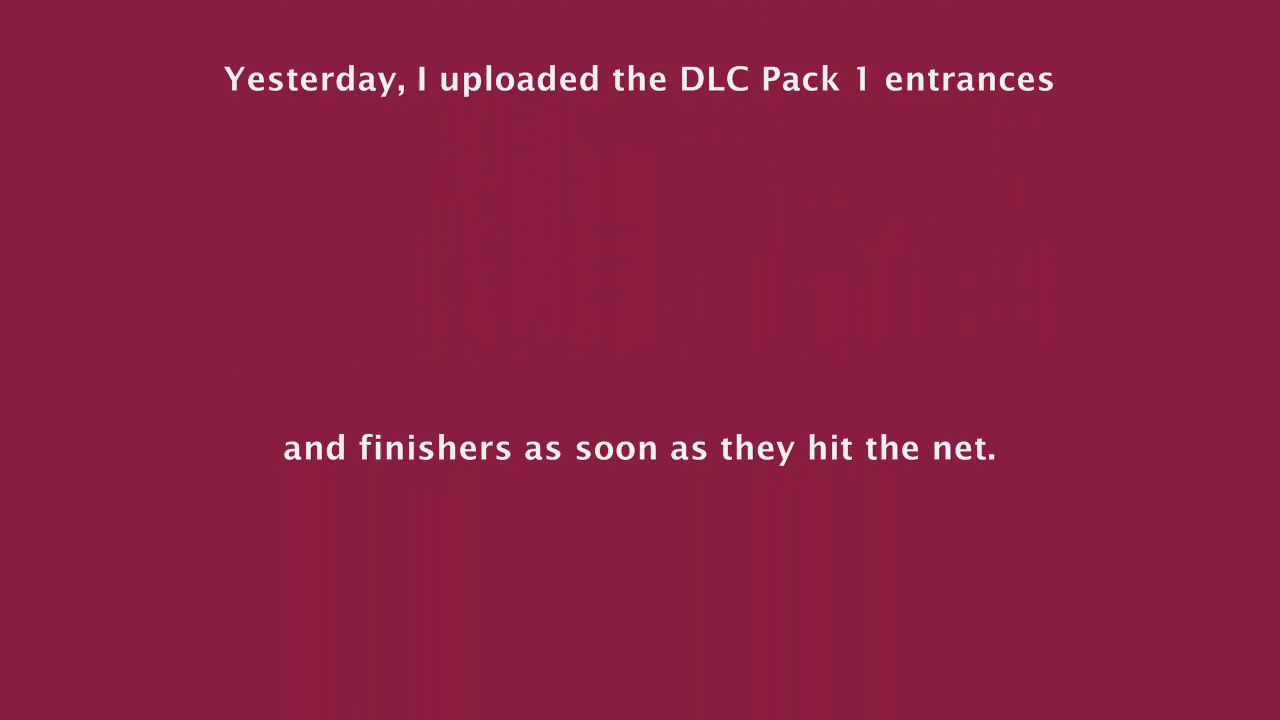 Yesterday, I uploaded the DLC Pack 1 entrances
and finishers as soon as they hit the net.